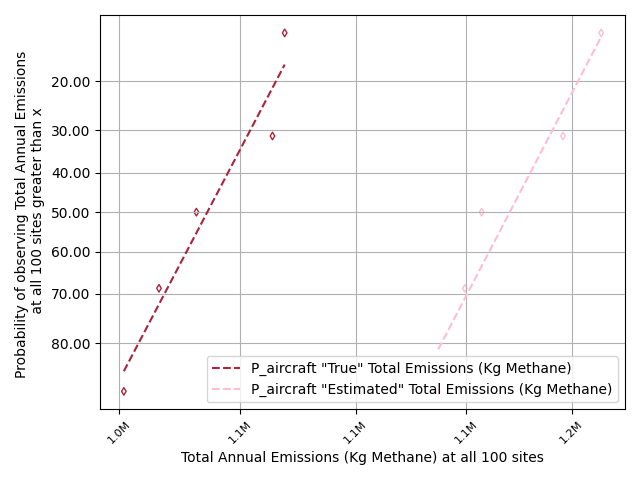 Probability of observing Total Annual Emissions
at all 100 sites greater than x
20.00
30.00
40.00
50.00
60.00
70.00
80.00
P_aircraft "True" Total Emissions (Kg Methane)
P_aircraft "Estimated" Total Emissions (Kg Methane)
1.0M
1.1M
1.1M
1.1M
1.2M
Total Annual Emissions (Kg Methane) at all 100 sites